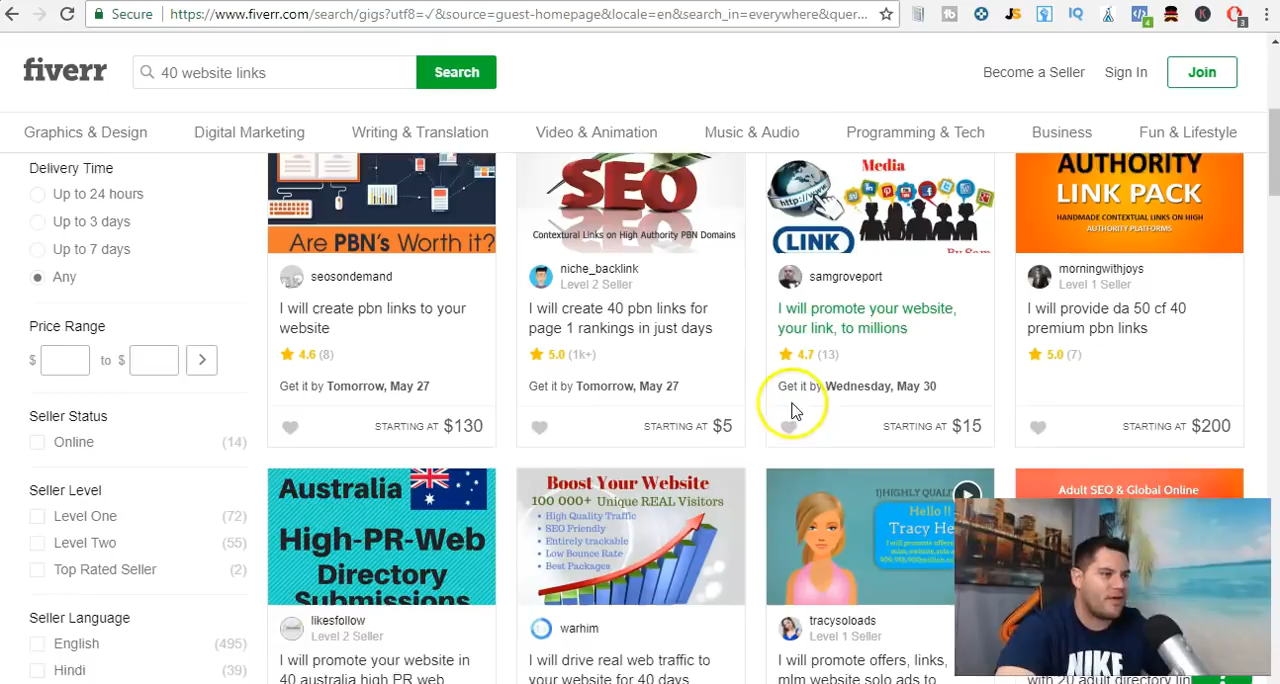 Secure https://www.fiverr.com/search/gigs?utf8=✓&source=guest-homepage&locale=en&search_in=everywhere&quer...
fiverr
40 website links
Search
Become a Seller
Sign In
Join
Graphics & Design
Digital Marketing
Writing & Translation
Video & Animation
Music & Audio
Programming & Tech
Business
Fun & Lifestyle
Delivery Time
Up to 24 hours
Up to 3 days
Up to 7 days
Any
Price Range
$ to $
Seller Status
Online (14)
Seller Level
Level One (72)
Level Two (55)
Top Rated Seller (2)
Seller Language
English (495)
Hindi (39)
Are PBN's Worth it?
seosondemand
I will create pbn links to your
website
4.6 (8)
Get it by Tomorrow, May 27
STARTING AT $130
SEO
Contextual Links on High Authority PBN Domains
niche_backlink
Level 2 Seller
I will create 40 pbn links for
page 1 rankings in just days
5.0 (1k+)
Get it by Tomorrow, May 27
STARTING AT $5
Media
http://www
LINK
By Sam
samgroveport
I will promote your website,
your link, to millions
4.7 (13)
Get it by Wednesday, May 30
STARTING AT $15
AUTHORITY
LINK PACK
HANDMADE CONTEXTUAL LINKS ON HIGH
AUTHORITY PLATFORMS
morningwithjoys
Level 1 Seller
I will provide da 50 cf 40
premium pbn links
5.0 (7)
STARTING AT $200
Australia
High-PR-Web
Directory
Submissions
likesfollow
Level 2 Seller
I will promote your website in
40 australia high PR web
Boost Your Website
100 000+ Unique REAL Visitors
• High Quality Traffic
• SEO Friendly
• Entirely trackable
• Low Bounce Rate
• Best Packages
warhim
I will drive real web traffic to
your website for 40 days
Hello !!
Tracy He
I will promote offers
tracysoloads
Level 1 Seller
I will promote offers, links,
mlm website solo ads to
Adult SEO & Global Online
with 20 adult directory
NIKE